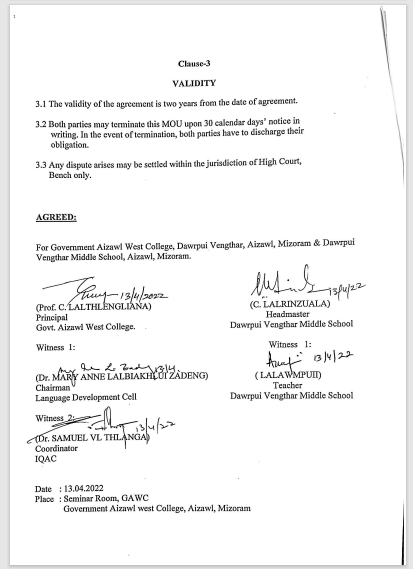 Clause-3
VALIDITY
3.1 The validity of the agreement is two years from the date of agreement.
3.2 Both parties may terminate this MOU upon 30 calendar days' notice in
writing. In the event of termination, both parties have to discharge their
obligation.
3.3 Any dispute arises may be settled within the jurisdiction of High Court,
Bench only.
AGREED:
For Government Aizawl West College, Dawrpui Vengthar, Aizawl, Mizoram & Dawrpui
Vengthar Middle School, Aizawl, Mizoram.
13/4/2022
(Prof. C. LALTHLENGLIANA)
Principal
Govt. Aizawl West College.
13/4/22
(C. LALRINZUALA)
Headmaster
Dawrpui Vengthar Middle School
Witness 1:
13/4.
(Dr. MARY ANNE LALBIAKHLUI ZADENG)
Chairman
Language Development Cell
Witness 1:
13/4/22
( LALAWMPUII)
Teacher
Dawrpui Vengthar Middle School
Witness 2:
13/4/22
(Dr. SAMUEL VL THLANGA)
Coordinator
IQAC
Date : 13.04.2022
Place : Seminar Room, GAWC
Government Aizawl west College, Aizawl, Mizoram